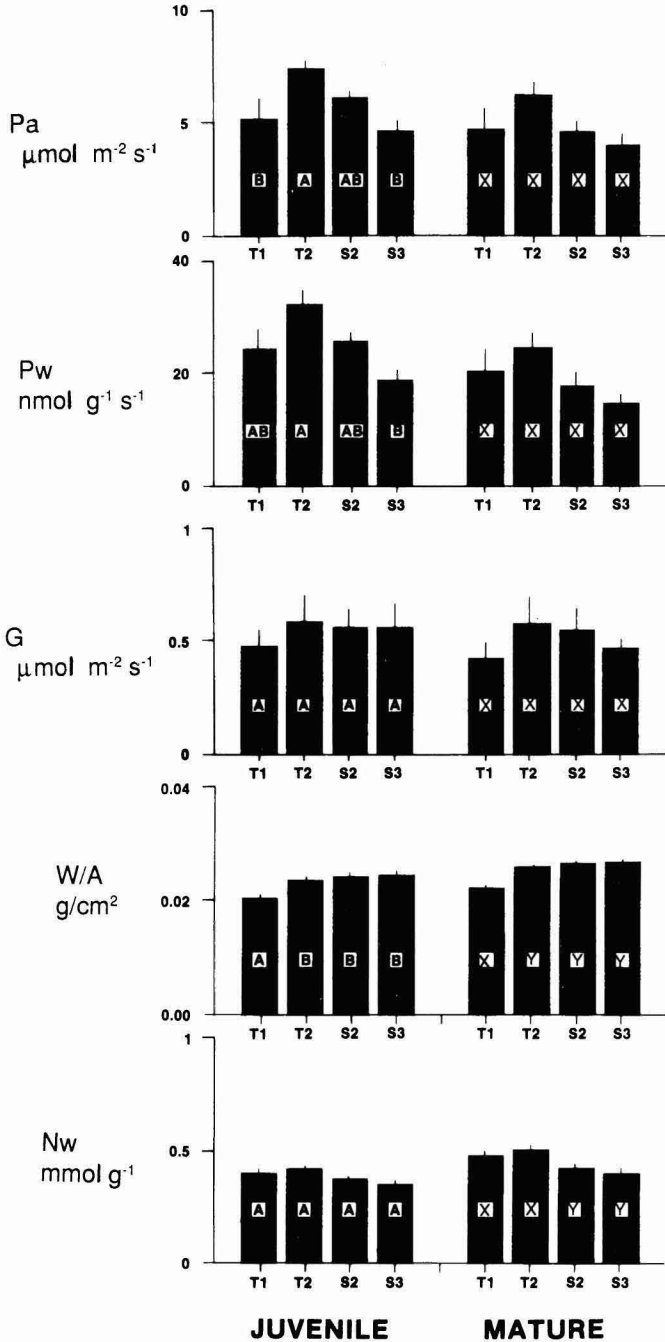 10
Pa
µmol m-2 s-1
5
B A AB B X X X X
0
T1 T2 S2 S3 T1 T2 S2 S3
40
Pw
nmol g-1 s-1
20
AB A AB B X X X X
0
T1 T2 S2 S3 T1 T2 S2 S3
1
G
µmol m-2 s-1
0.5
A A A A X X X X
0
T1 T2 S2 S3 T1 T2 S2 S3
0.04
W/A
g/cm2
0.02
A B B B X Y Y Y
0.00
T1 T2 S2 S3 T1 T2 S2 S3
1
Nw
mmol g-1
0.5
A A A A X X Y Y
0
T1 T2 S2 S3 T1 T2 S2 S3
JUVENILE MATURE